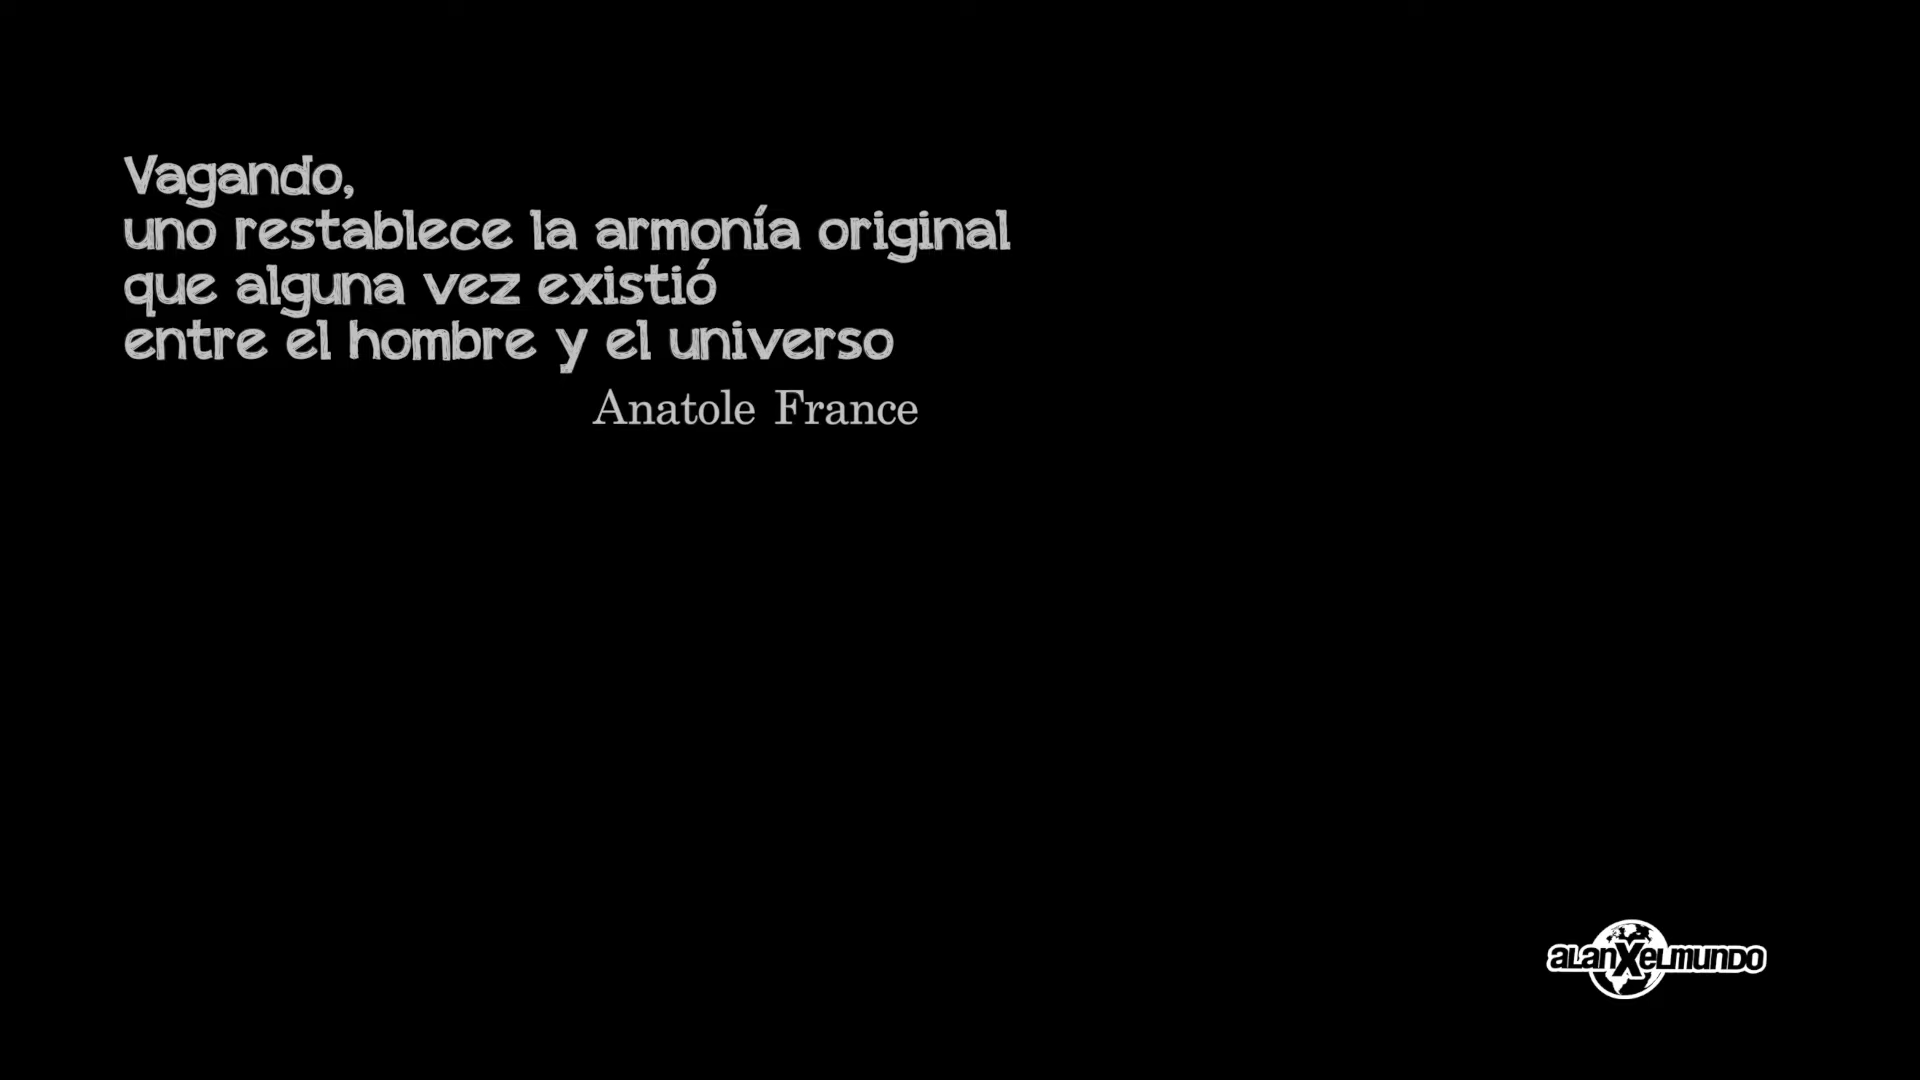 Vagando,
uno restablece la armonía original
que alguna vez existió
entre el hombre y el universo
Anatole France
alanXelmundo